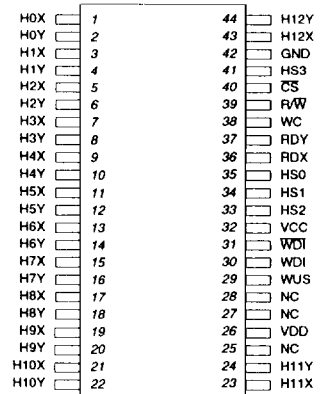 H0X 1 44 H12Y
H0Y 2 43 H12X
H1X 3 42 GND
H1Y 4 41 HS3
H2X 5 40 C̅S̅
H2Y 6 39 R/W̅
H3X 7 38 WC
H3Y 8 37 RDY
H4X 9 36 RDX
H4Y 10 35 HS0
H5X 11 34 HS1
H5Y 12 33 HS2
H6X 13 32 VCC
H6Y 14 31 W̅D̅I̅
H7X 15 30 WDI
H7Y 16 29 WUS
H8X 17 28 NC
H8Y 18 27 NC
H9X 19 26 VDD
H9Y 20 25 NC
H10X 21 24 H11Y
H10Y 22 23 H11X